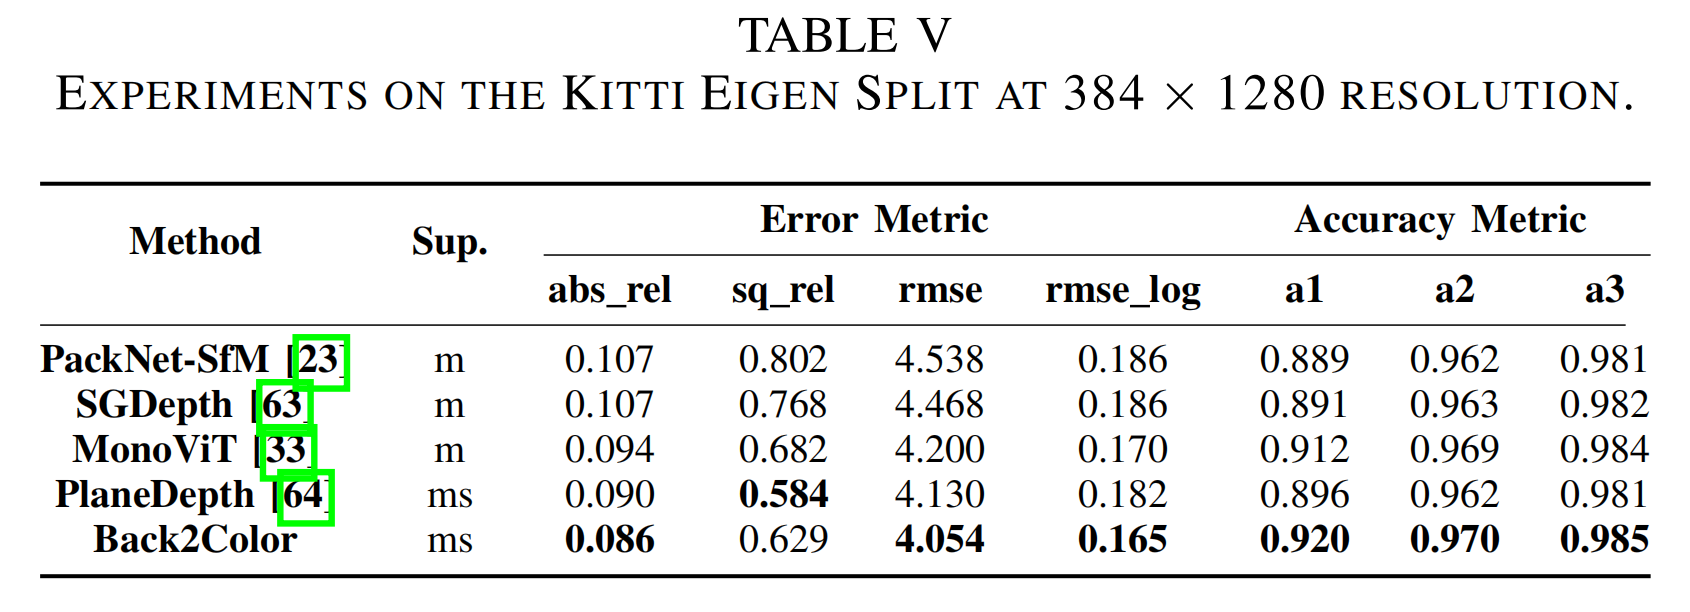 TABLE V
EXPERIMENTS ON THE KITTI EIGEN SPLIT AT 384 × 1280 RESOLUTION.
Method Sup. Error Metric Accuracy Metric
abs_rel sq_rel rmse rmse_log a1 a2 a3
PackNet-SfM [23] m 0.107 0.802 4.538 0.186 0.889 0.962 0.981
SGDepth [63] m 0.107 0.768 4.468 0.186 0.891 0.963 0.982
MonoViT [33] m 0.094 0.682 4.200 0.170 0.912 0.969 0.984
PlaneDepth [64] ms 0.090 0.584 4.130 0.182 0.896 0.962 0.981
Back2Color ms 0.086 0.629 4.054 0.165 0.920 0.970 0.985